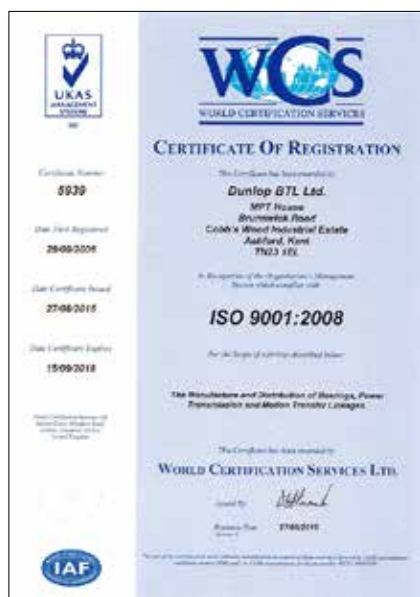 UKAS
MANAGEMENT
SYSTEMS
WCS
WORLD CERTIFICATION SERVICES
CERTIFICATE OF REGISTRATION
Certificate Number
5939
This Certificate has been awarded to
Dunlop BTL Ltd.
MPT House
Brunswick Road
Cobbs Wood Industrial Estate
Ashford, Kent
TN23 1EL
Date First Registered
In Recognition of the Organisation's Management
System which complies with
Date Certificate Issued
27/08/2015
ISO 9001:2008
Date Certificate Expires
15/09/2018
For the Scope of activities described below
The Manufacture and Distribution of Bearings, Power
Transmission and Motion Transfer Linkages.
This Certificate has been awarded by
WORLD CERTIFICATION SERVICES LTD.
Issued By
27/08/2015
IAF